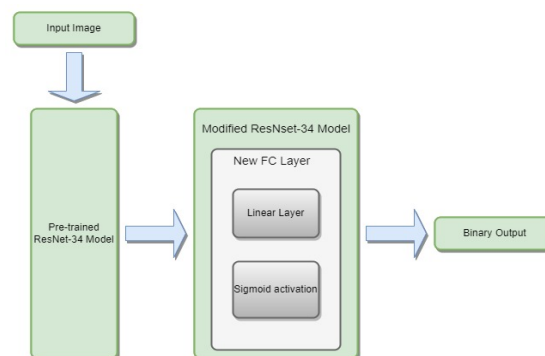 Input Image
Pre-trained
ResNet-34 Model
Modified ResNset-34 Model
New FC Layer
Linear Layer
Sigmoid activation
Binary Output